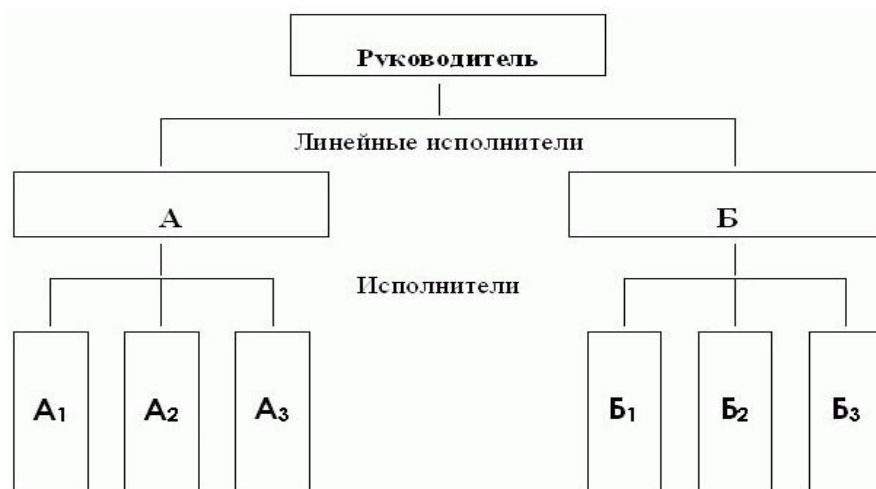 Руководитель
Линейные исполнители
А
Б
Исполнители
А₁ А₂ А₃ Б₁ Б₂ Б₃